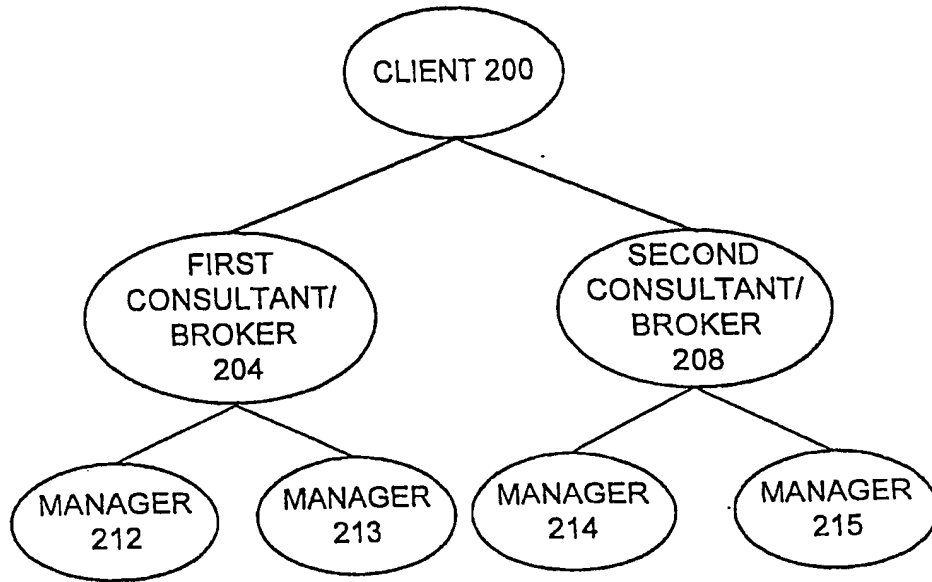 CLIENT 200
FIRST
CONSULTANT/
BROKER
204
SECOND
CONSULTANT/
BROKER
208
MANAGER
212
MANAGER
213
MANAGER
214
MANAGER
215